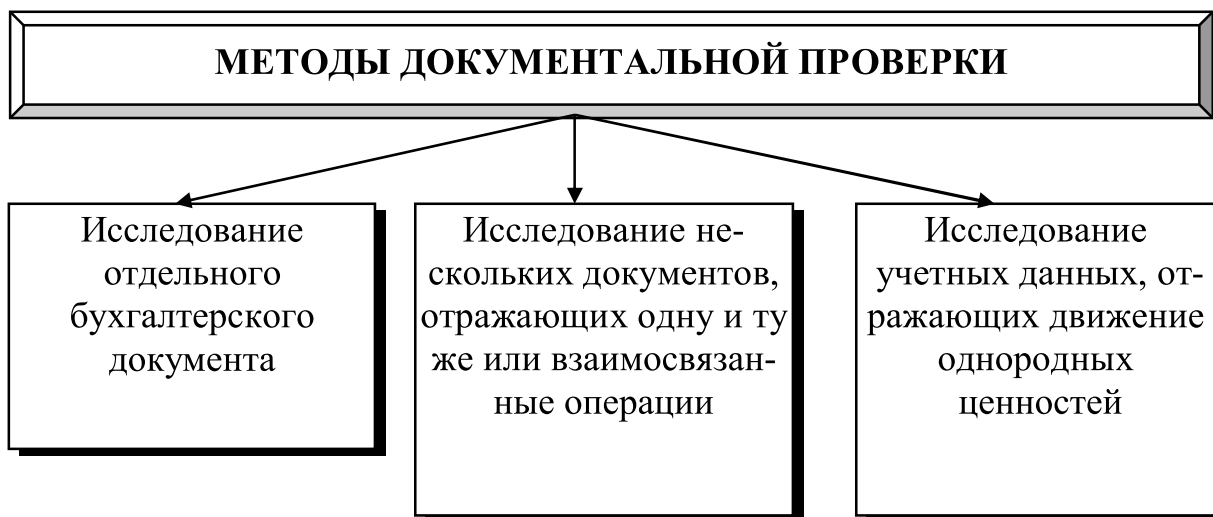 МЕТОДЫ ДОКУМЕНТАЛЬНОЙ ПРОВЕРКИ
Исследование
отдельного
бухгалтерского
документа
Исследование не-
скольких документов,
отражающих одну и ту
же или взаимосвязан-
ные операции
Исследование
учетных данных, от-
ражающих движение
однородных
ценностей